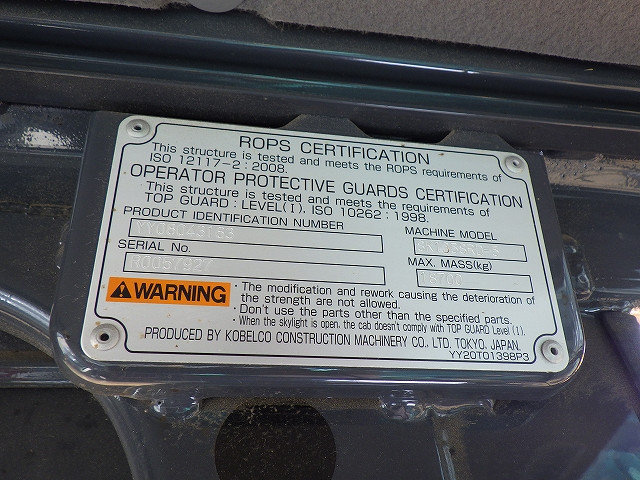 ROPS CERTIFICATION
This structure is tested and meets the ROPS requirements of
ISO 12117-2 : 2008.
OPERATOR PROTECTIVE GUARDS CERTIFICATION
This structure is tested and meets the requirements of
TOP GUARD : LEVEL(I), ISO 10262 : 1998.
PRODUCT IDENTIFICATION NUMBER
MACHINE MODEL
SERIAL No.
MAX. MASS(kg)
WARNING
· The modification and rework causing the deterioration of
the strength are not allowed.
· Don't use the parts other than the specified parts.
· When the skylight is open, the cab doesn't comply with TOP GUARD Level (I).
PRODUCED BY KOBELCO CONSTRUCTION MACHINERY CO., LTD. TOKYO, JAPAN.
YY20T01398P3